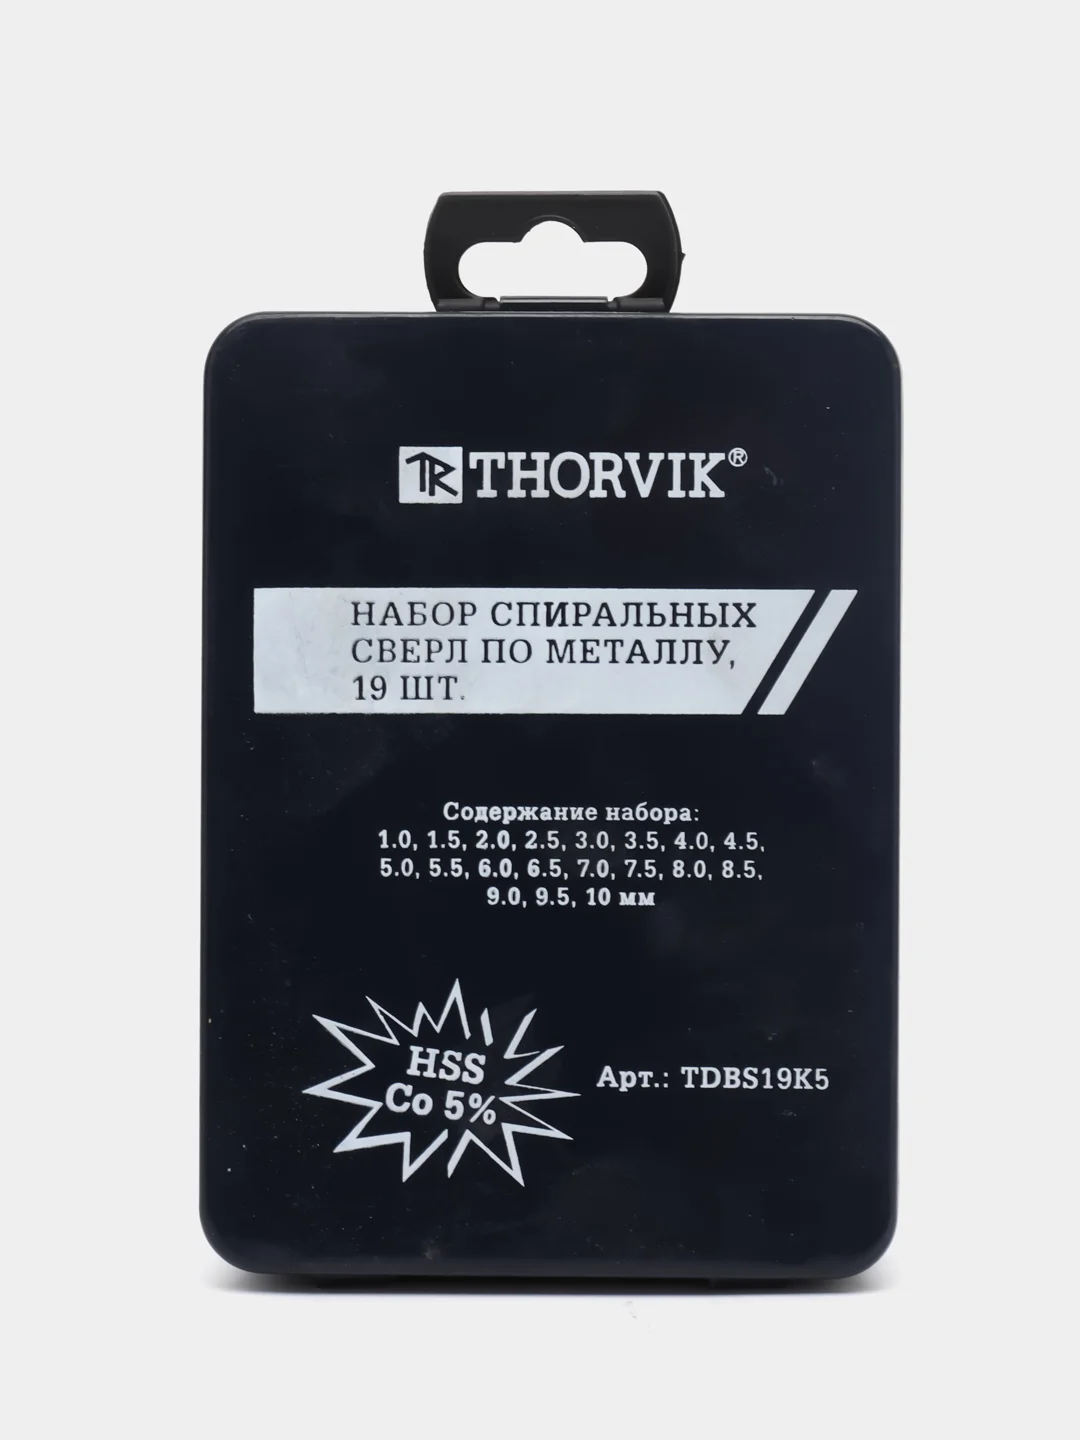 TR THORVIK®
НАБОР СПИРАЛЬНЫХ
СВЕРЛ ПО МЕТАЛЛУ,
19 ШТ.
Содержание набора:
1.0, 1.5, 2.0, 2.5, 3.0, 3.5, 4.0, 4.5,
5.0, 5.5, 6.0, 6.5, 7.0, 7.5, 8.0, 8.5,
9.0, 9.5, 10 мм
HSS
Co 5%
Арт.: TDBS19K5